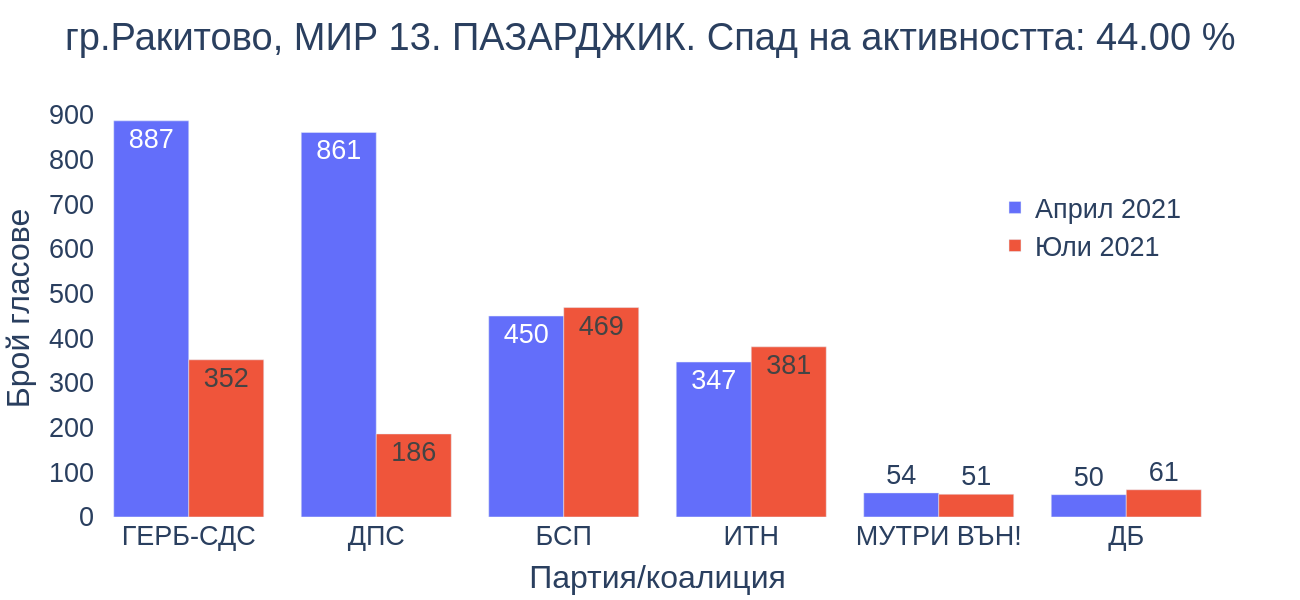 гр.Ракитово, МИР 13. ПАЗАРДЖИК. Спад на активността: 44.00 %
Брой гласове
900
800
700
600
500
400
300
200
100
0
887
352
861
186
450
469
347
381
54
51
50
61
Април 2021
Юли 2021
ГЕРБ-СДС
ДПС
БСП
ИТН
МУТРИ ВЪН!
ДБ
Партия/коалиция